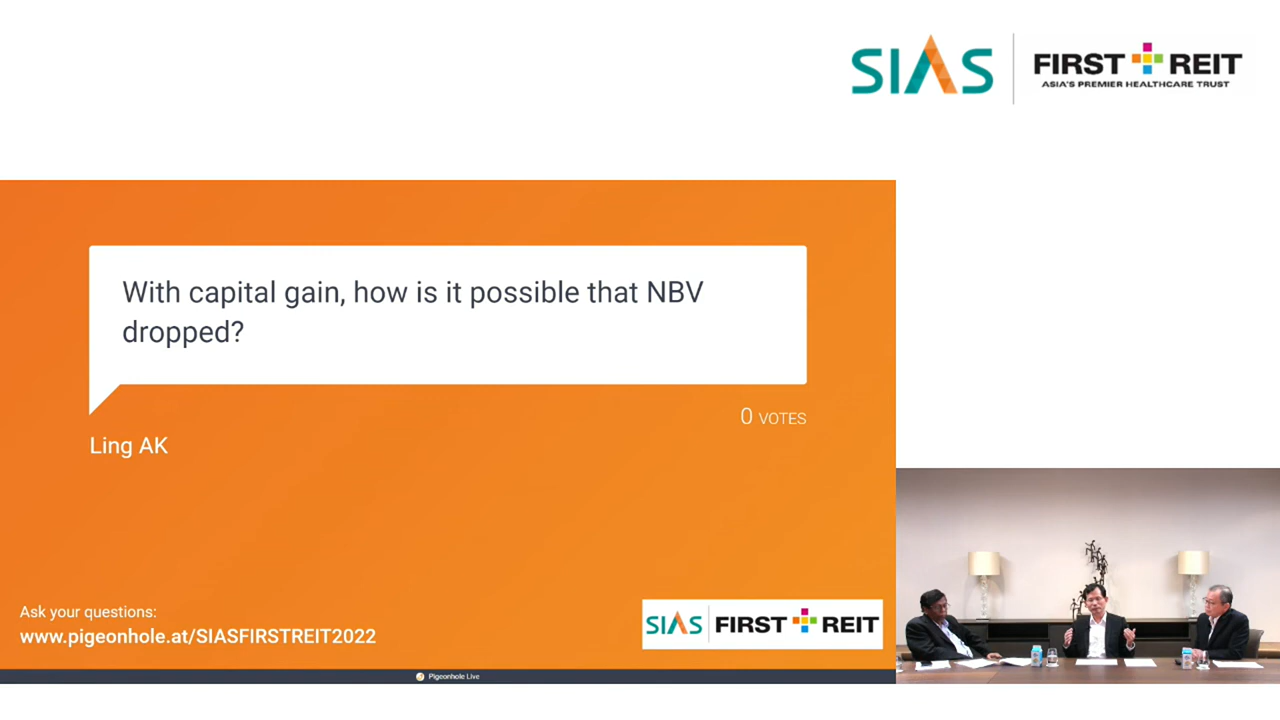 SIAS
FIRST REIT
ASIA'S PREMIER HEALTHCARE TRUST
With capital gain, how is it possible that NBV
dropped?
0 VOTES
Ling AK
Ask your questions:
www.pigeonhole.at/SIASFIRSTREIT2022
SIAS FIRST REIT
Pigeonhole Live